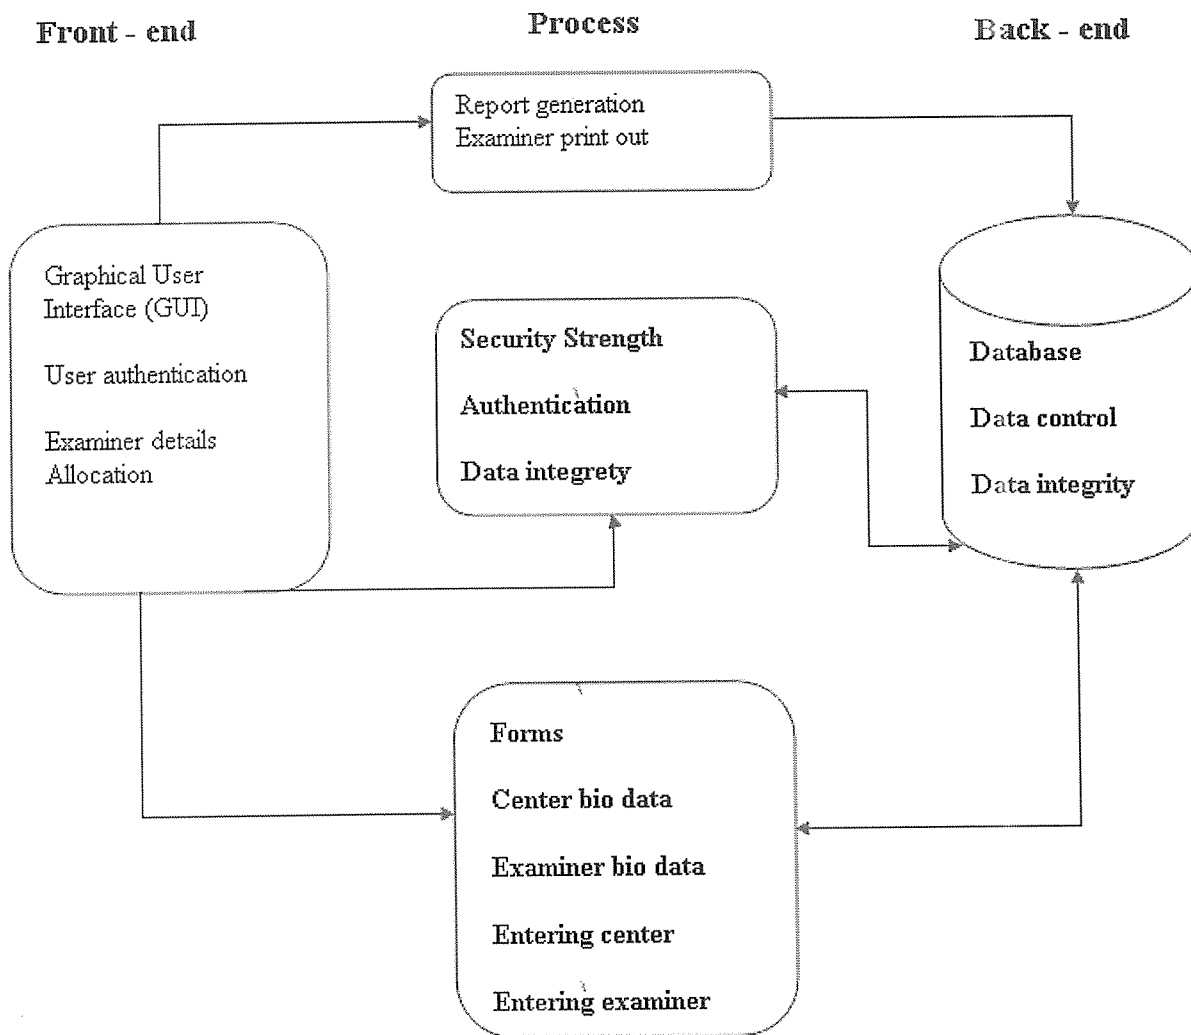 Front - end
Process
Back - end
Report generation
Examiner print out
Graphical User
Interface (GUI)
User authentication
Examiner details
Allocation
Security Strength
Authentication
Data integrety
Database
Data control
Data integrity
Forms
Center bio data
Examiner bio data
Entering center
Entering examiner